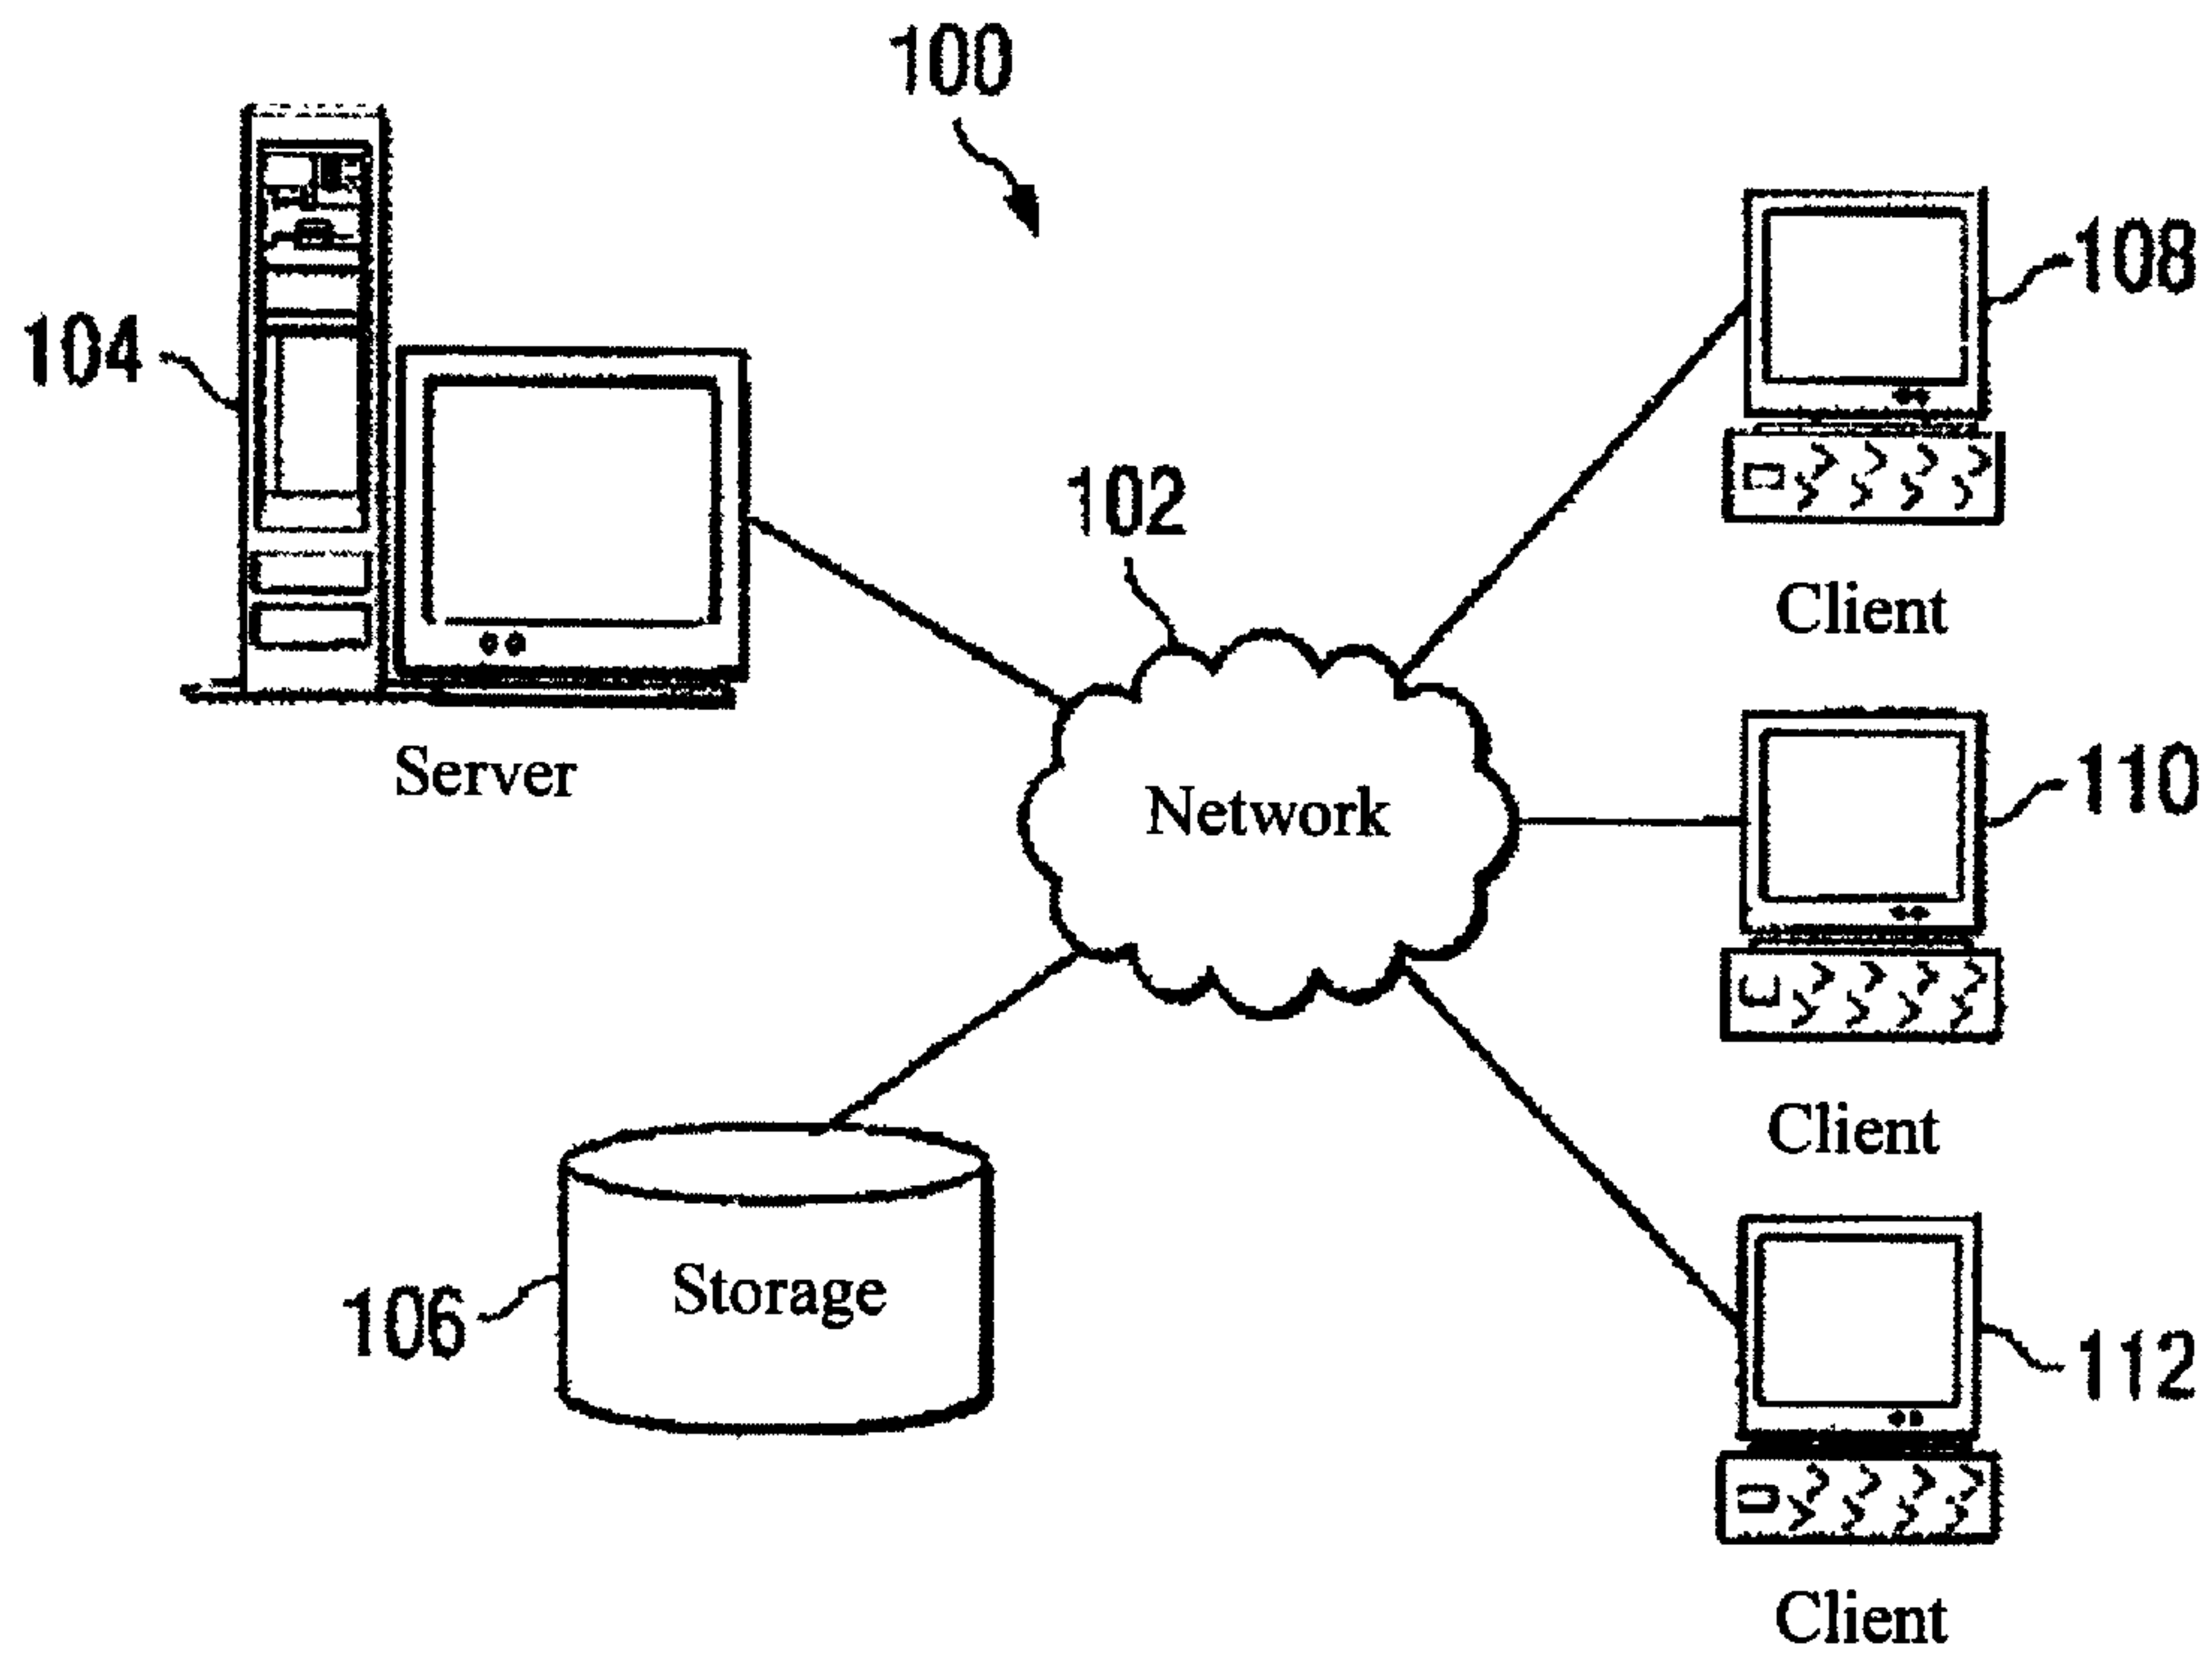 100
108
104
102
Client
110
Server
Network
Client
Storage
106
112
Client